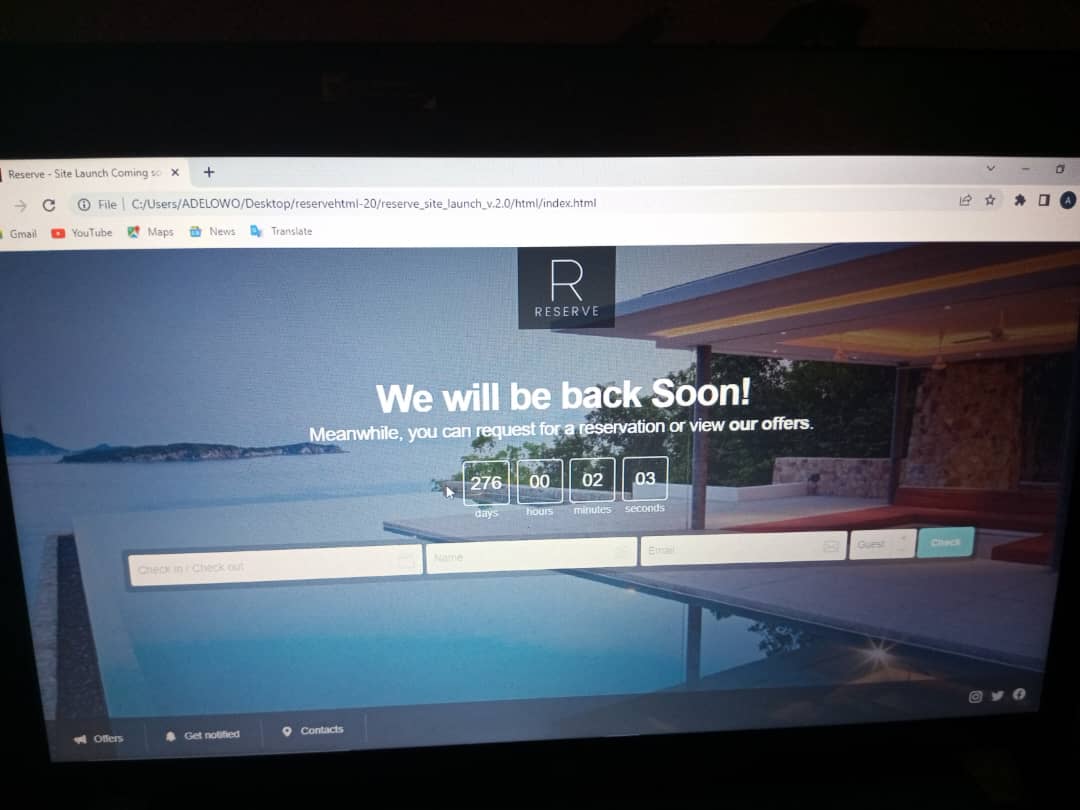 Reserve - Site Launch Coming so
File | C:/Users/ADELOWO/Desktop/reservehtml-20/reserve_site_launch_v.2.0/html/index.html
A
Gmail YouTube Maps News Translate
R
RESERVE
We will be back Soon!
Meanwhile, you can request for a reservation or view our offers.
276 00 02 03
days hours minutes seconds
Check in / Check out Name Email Guest Check
Offers Get notified Contacts